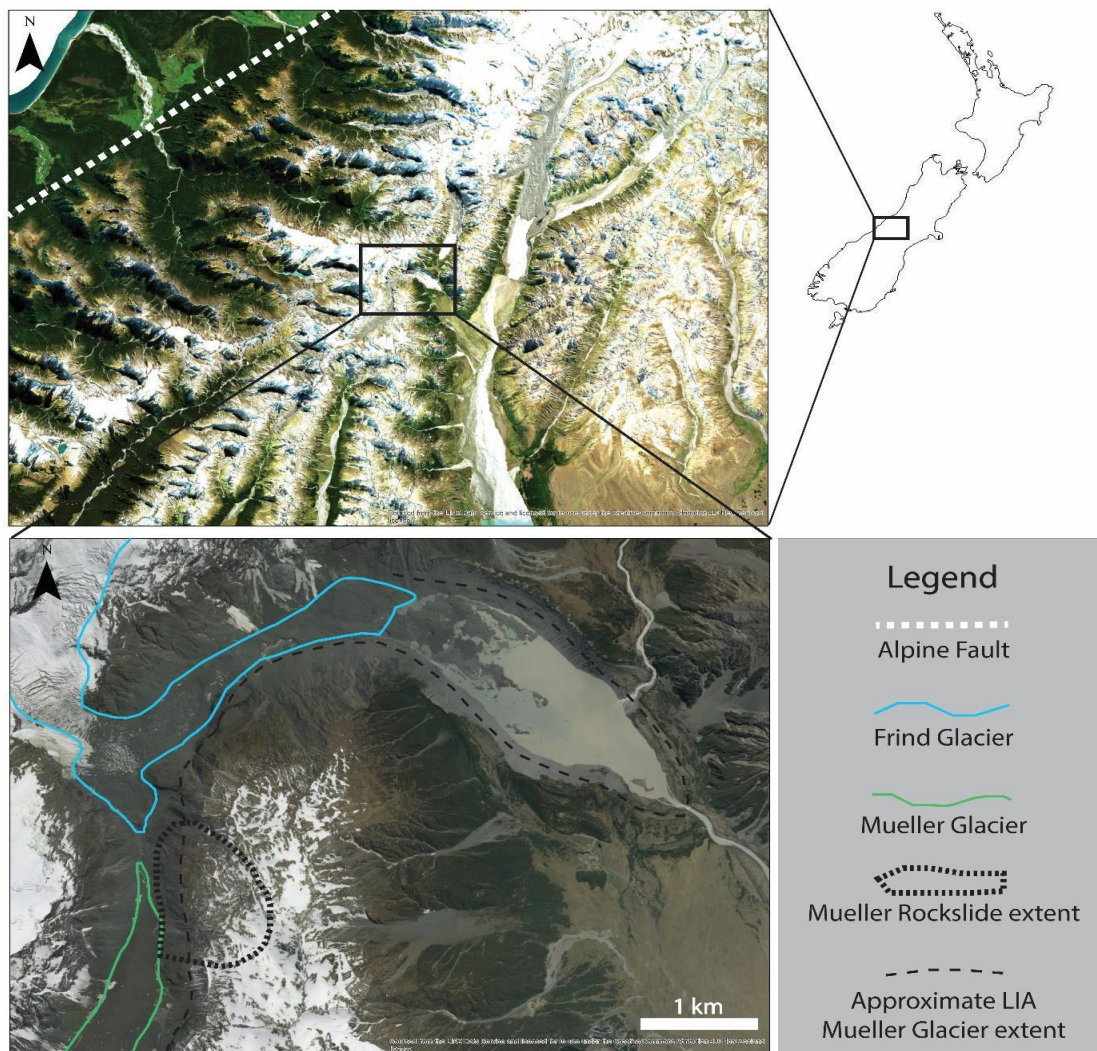 N
N
1 km
Legend
Alpine Fault
Frind Glacier
Mueller Glacier
Mueller Rockslide extent
Approximate LIA
Mueller Glacier extent